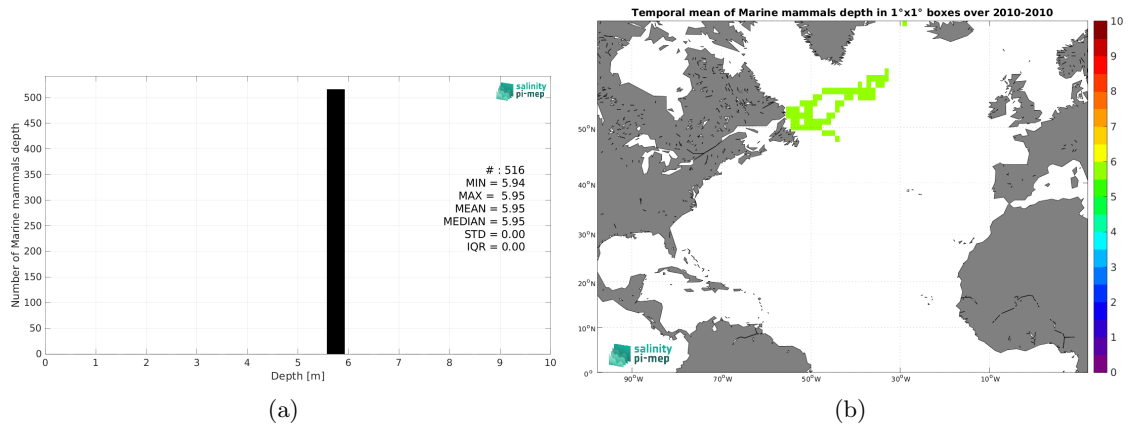 Number of Marine mammals depth
500
450
400
350
300
250
200
150
100
50
0
0 1 2 3 4 5 6 7 8 9 10
Depth [m]
salinity
pi-mep
# : 516
MIN = 5.94
MAX = 5.95
MEAN = 5.95
MEDIAN = 5.95
STD = 0.00
IQR = 0.00
(a)
Temporal mean of Marine mammals depth in 1°x1° boxes over 2010-2010
50°N
40°N
30°N
20°N
10°N
0°
90°W 70°W 50°W 30°W 10°W
salinity
pi-mep
10
9
8
7
6
5
4
3
2
1
0
(b)